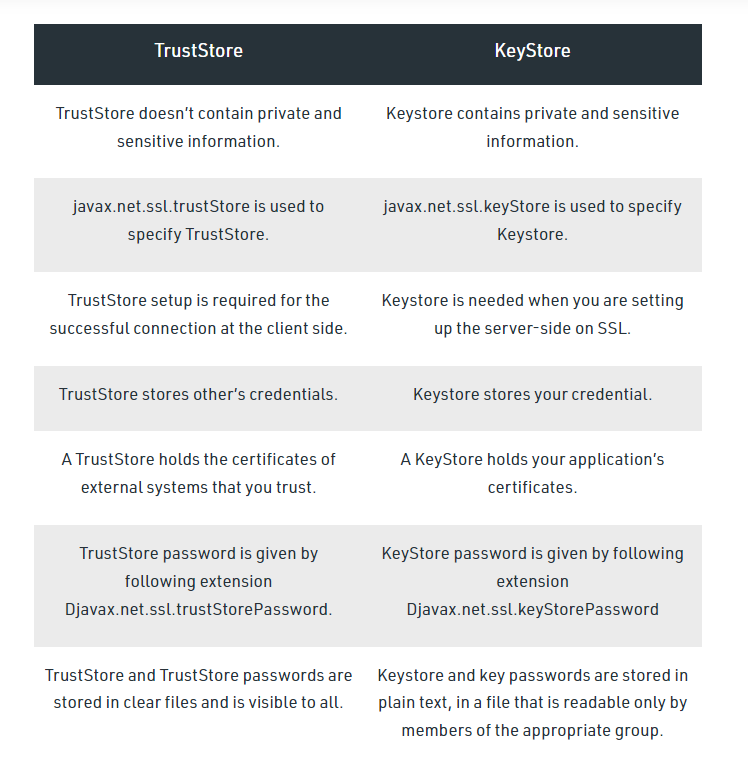 TrustStore
KeyStore
TrustStore doesn't contain private and
sensitive information.
Keystore contains private and sensitive
information.
javax.net.ssl.trustStore is used to
specify TrustStore.
javax.net.ssl.keyStore is used to specify
Keystore.
TrustStore setup is required for the
successful connection at the client side.
Keystore is needed when you are setting
up the server-side on SSL.
TrustStore stores other's credentials.
Keystore stores your credential.
A TrustStore holds the certificates of
external systems that you trust.
A KeyStore holds your application's
certificates.
TrustStore password is given by
following extension
Djavax.net.ssl.trustStorePassword.
KeyStore password is given by following
extension
Djavax.net.ssl.keyStorePassword
TrustStore and TrustStore passwords are
stored in clear files and is visible to all.
Keystore and key passwords are stored in
plain text, in a file that is readable only by
members of the appropriate group.